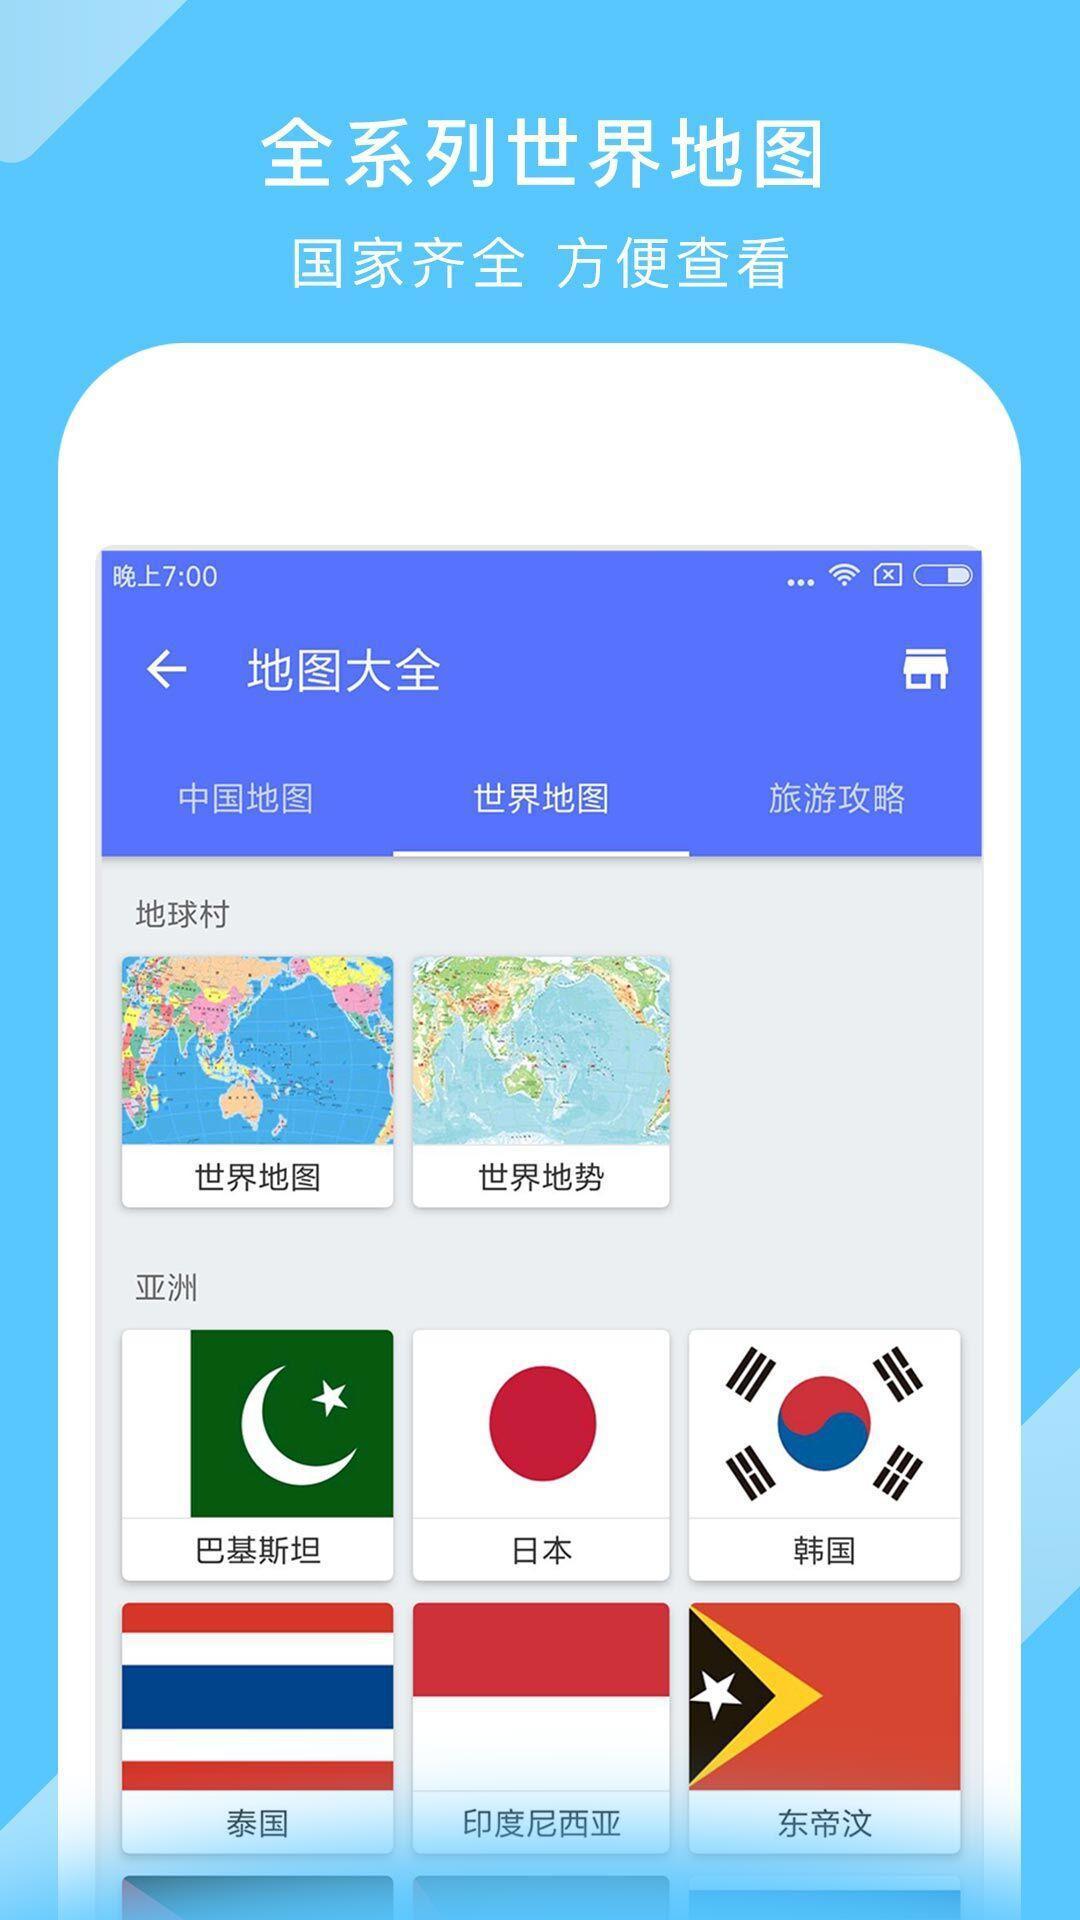 全系列世界地图
国家齐全 方便查看
晚上7:00
地图大全
中国地图 世界地图 旅游攻略
地球村
世界地图 世界地势
亚洲
巴基斯坦 日本 韩国
泰国 印度尼西亚 东帝汶